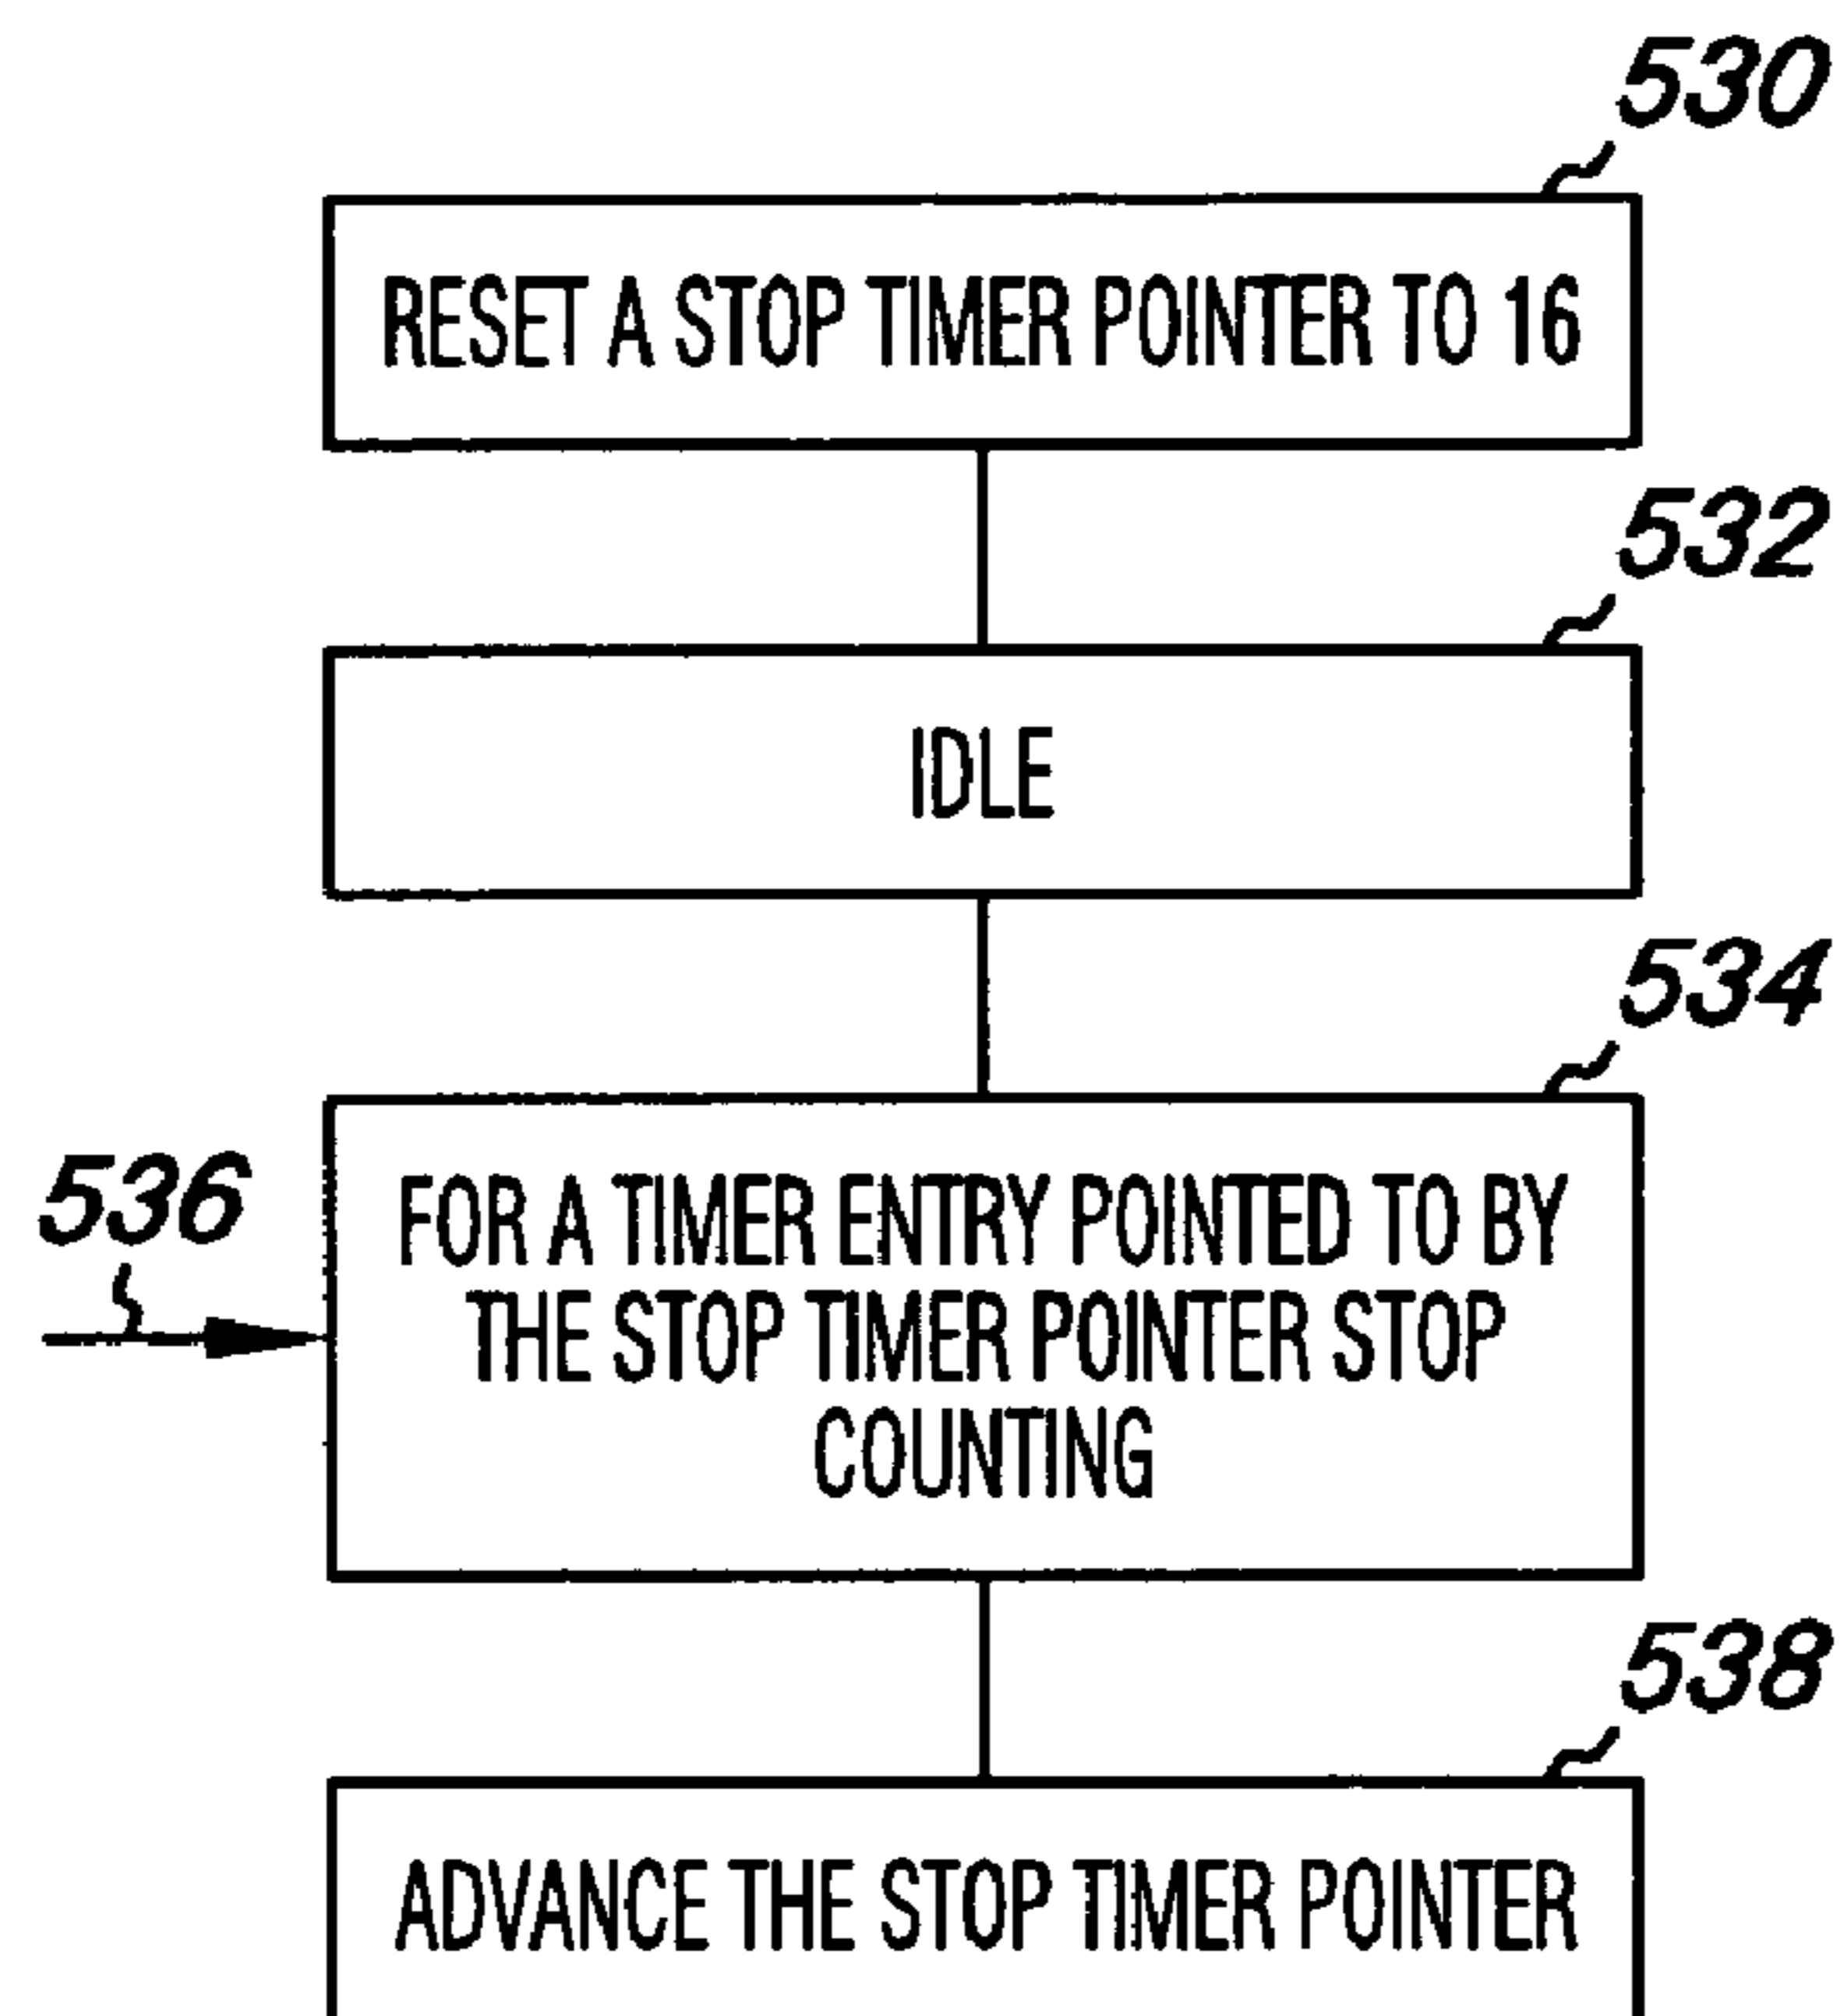 530
RESET A STOP TIMER POINTER TO 16
532
IDLE
534
536
FOR A TIMER ENTRY POINTED TO BY
THE STOP TIMER POINTER STOP
COUNTING
538
ADVANCE THE STOP TIMER POINTER